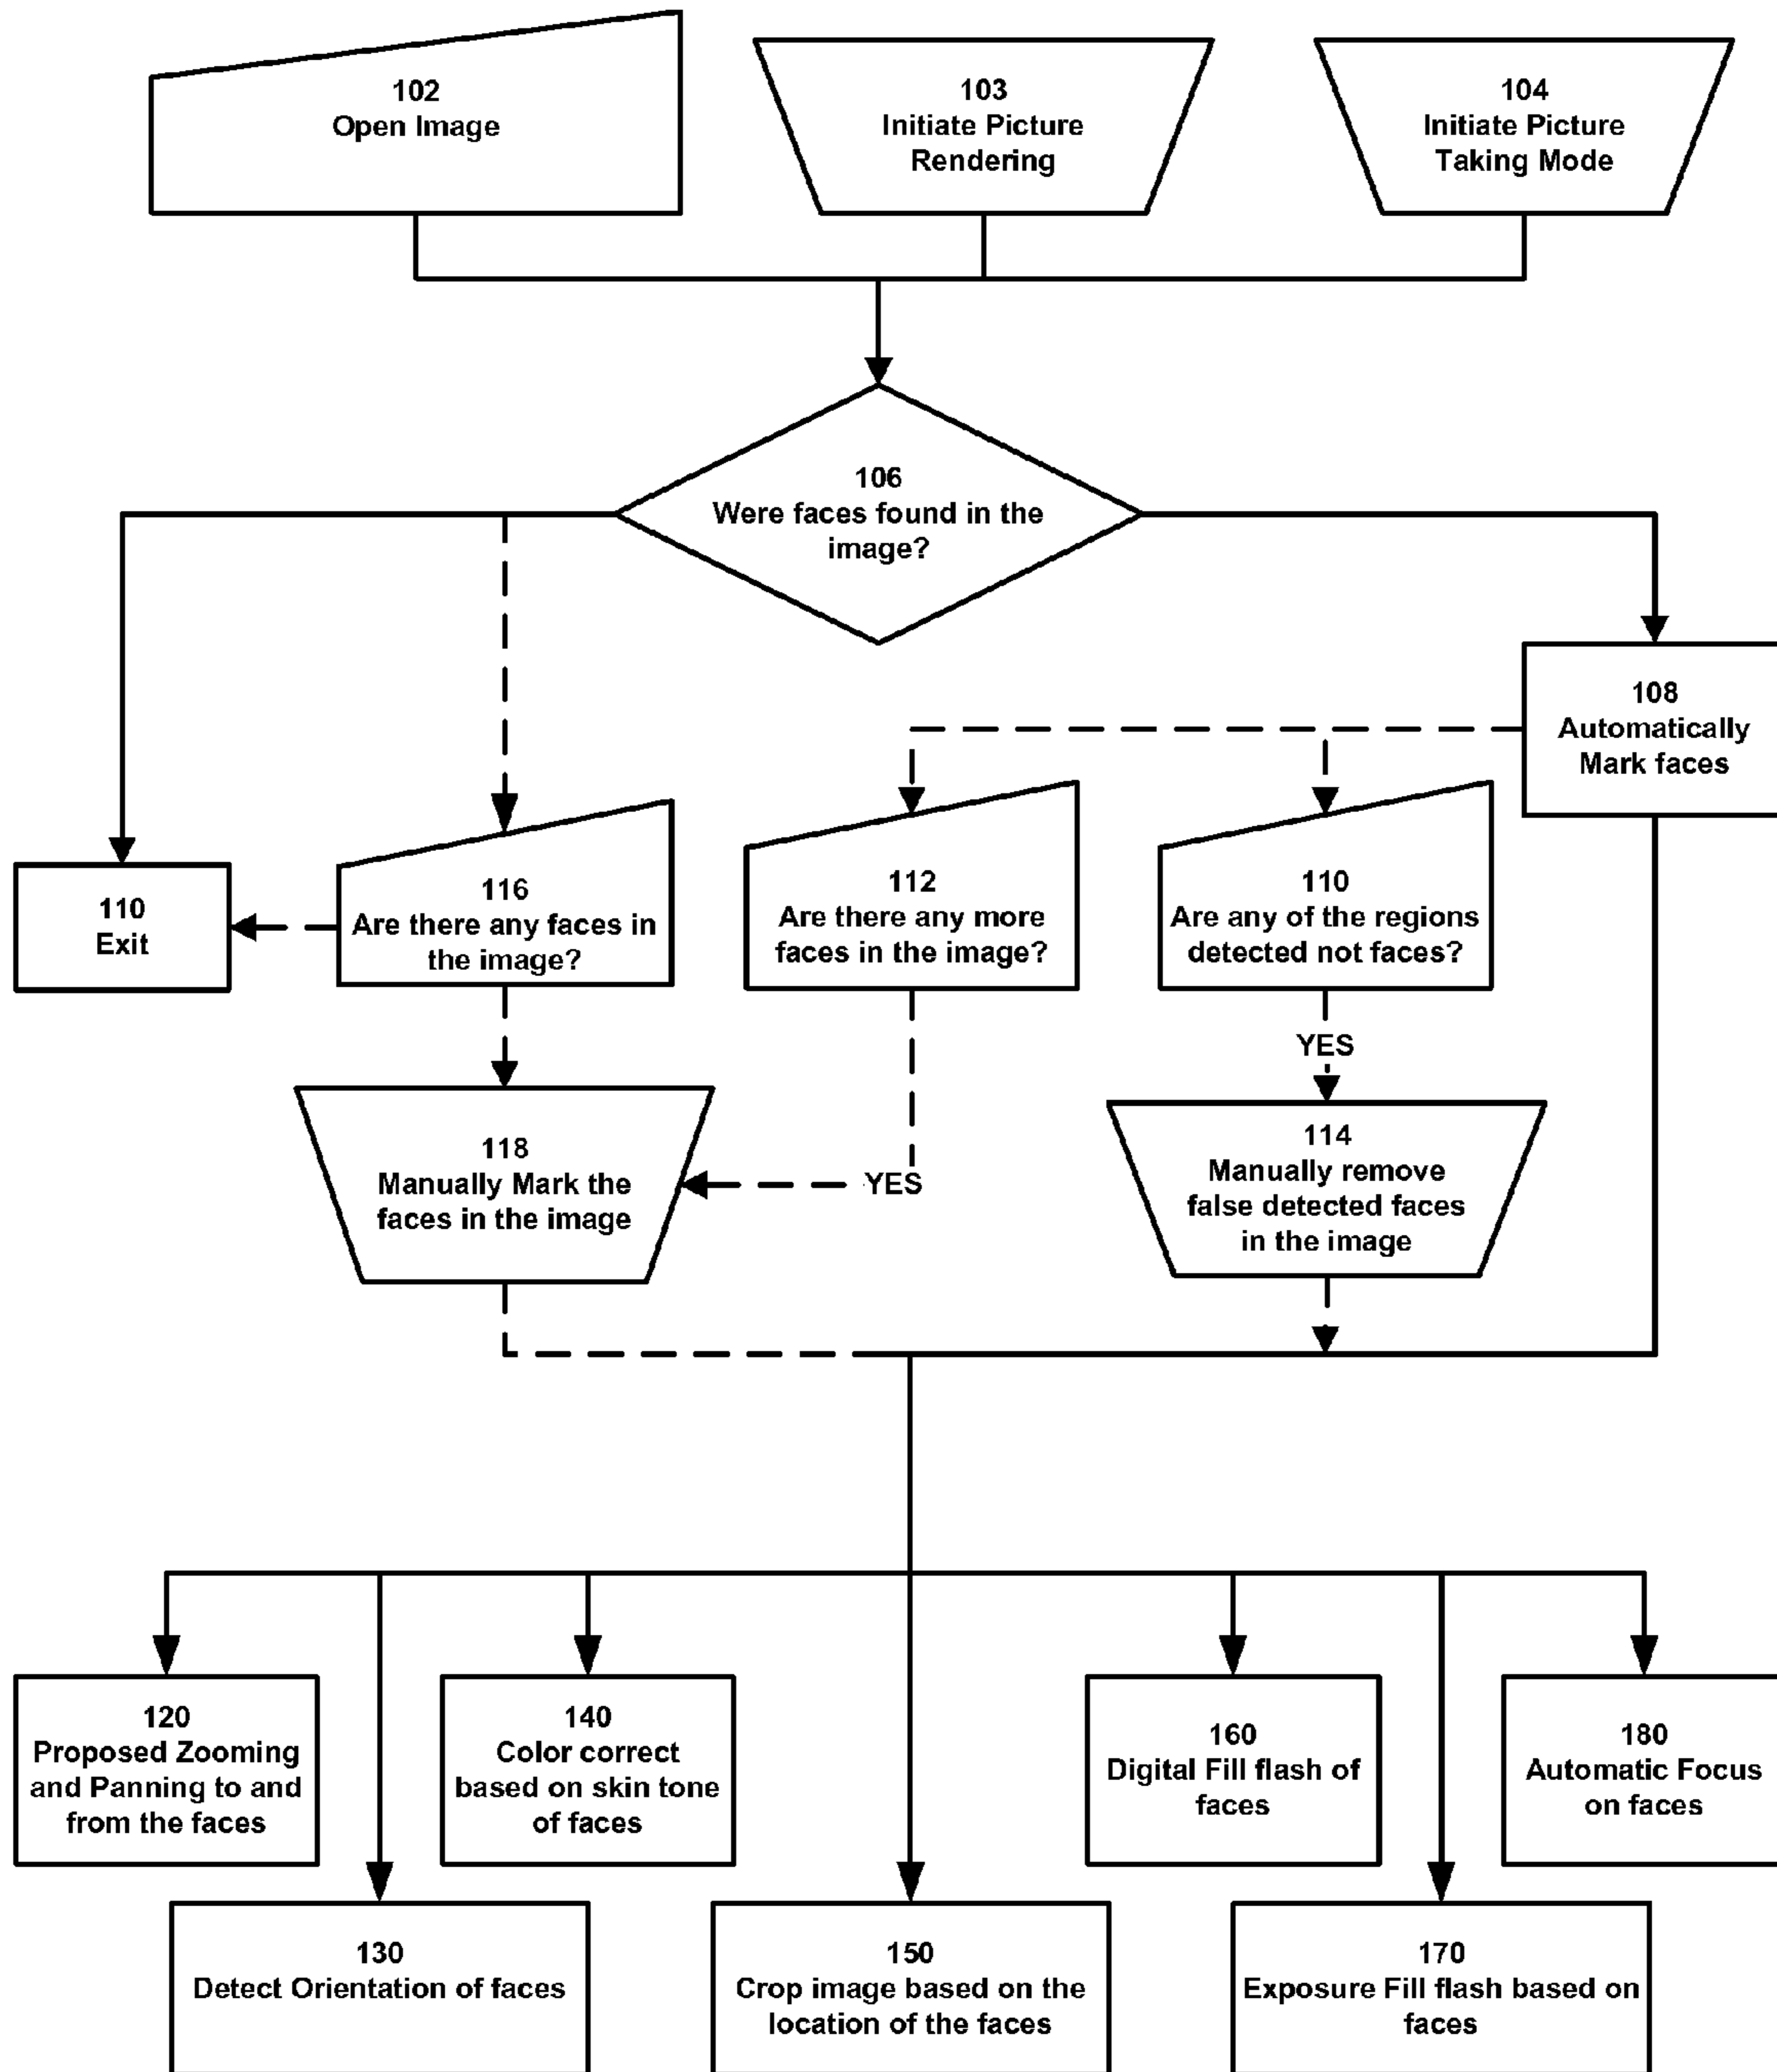 102
Open Image
103
Initiate Picture
Rendering
104
Initiate Picture
Taking Mode
106
Were faces found in the
image?
108
Automatically
Mark faces
110
Exit
116
Are there any faces in
the image?
112
Are there any more
faces in the image?
110
Are any of the regions
detected not faces?
YES
118
Manually Mark the
faces in the image
YES
114
Manually remove
false detected faces
in the image
120
Proposed Zooming
and Panning to and
from the faces
140
Color correct
based on skin tone
of faces
160
Digital Fill flash of
faces
180
Automatic Focus
on faces
130
Detect Orientation of faces
150
Crop image based on the
location of the faces
170
Exposure Fill flash based on
faces